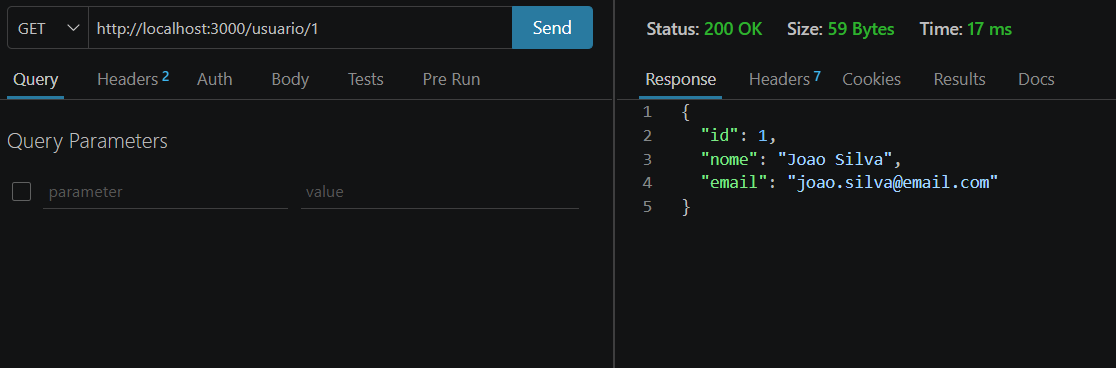 GET http://localhost:3000/usuario/1 Send
Query Headers 2 Auth Body Tests Pre Run
Query Parameters
parameter value
Status: 200 OK Size: 59 Bytes Time: 17 ms
Response Headers 7 Cookies Results Docs
1 {
2 "id": 1,
3 "nome": "Joao Silva",
4 "email": "joao.silva@email.com"
5 }